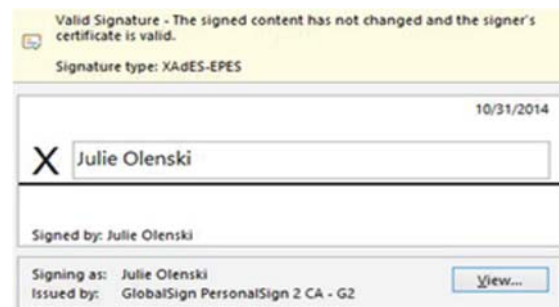 Valid Signature - The signed content has not changed and the signer's
certificate is valid.
Signature type: XAdES-EPES
10/31/2014
X Julie Olenski
Signed by: Julie Olenski
Signing as: Julie Olenski
View...
Issued by: GlobalSign PersonalSign 2 CA - G2